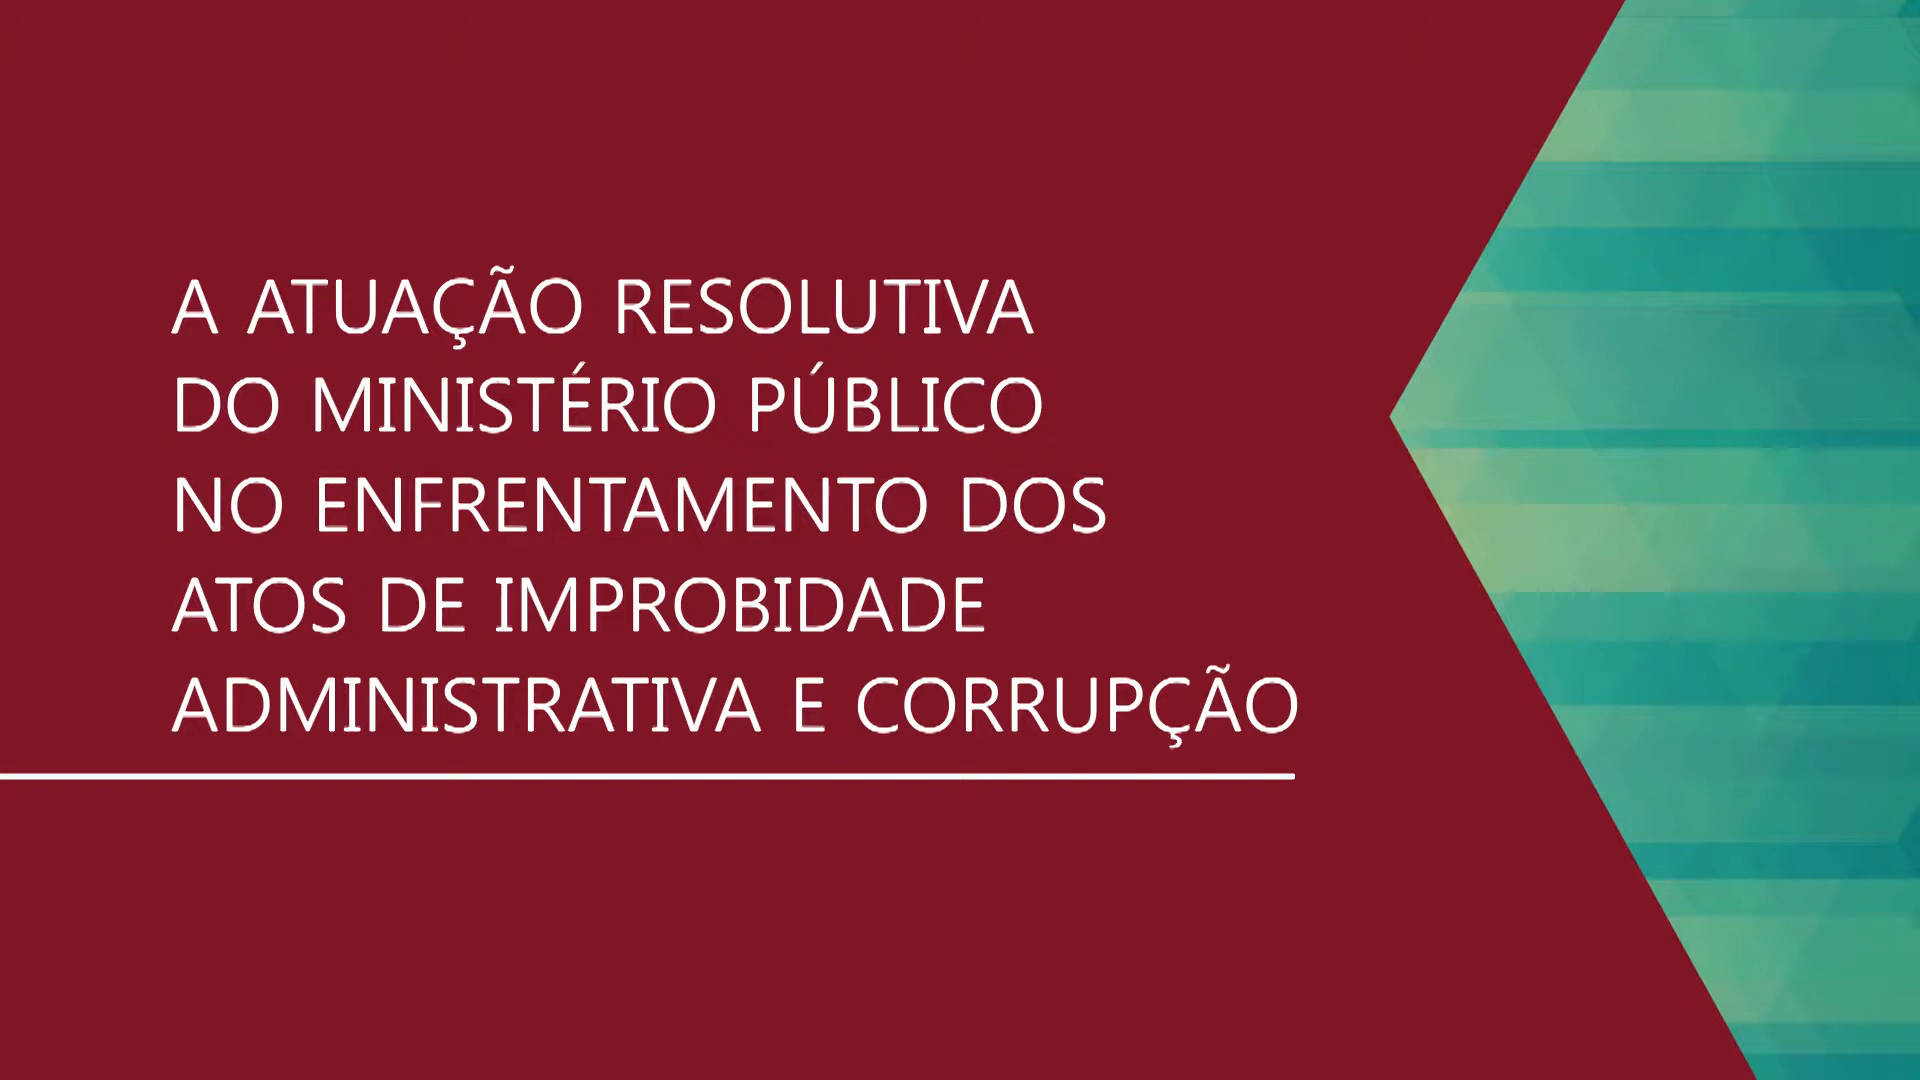 A ATUAÇÃO RESOLUTIVA
DO MINISTÉRIO PÚBLICO
NO ENFRENTAMENTO DOS
ATOS DE IMPROBIDADE
ADMINISTRATIVA E CORRUPÇÃO